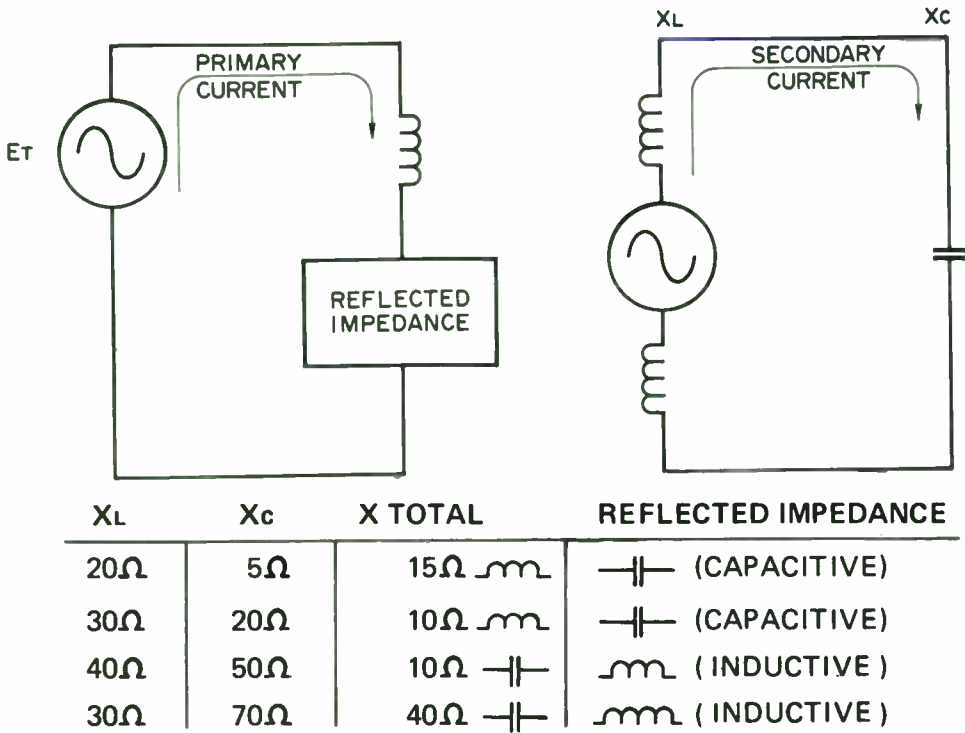 XL XC
PRIMARY
CURRENT
SECONDARY
CURRENT
ET
REFLECTED
IMPEDANCE
XL XC X TOTAL REFLECTED IMPEDANCE
20Ω 5Ω 15Ω (CAPACITIVE)
30Ω 20Ω 10Ω (CAPACITIVE)
40Ω 50Ω 10Ω (INDUCTIVE)
30Ω 70Ω 40Ω (INDUCTIVE)